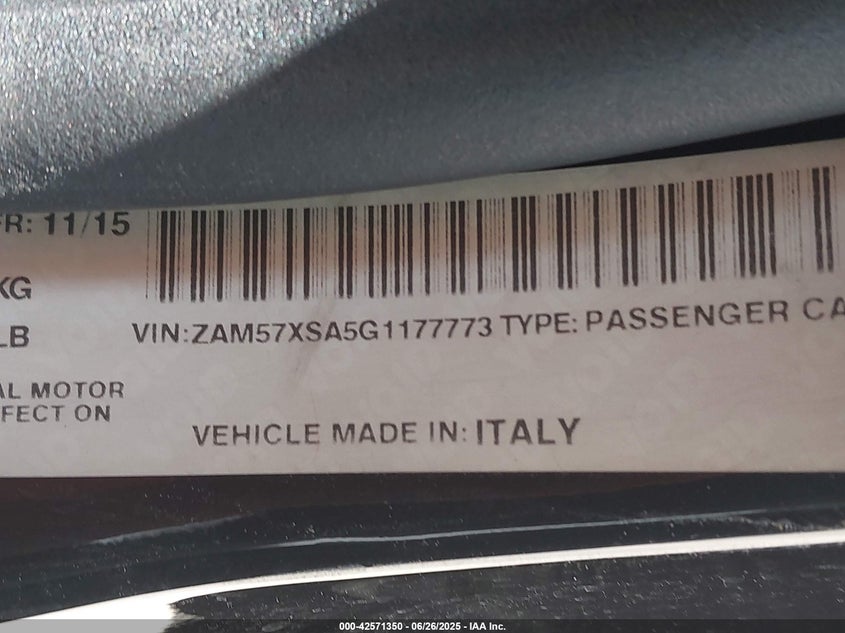 FR: 11/15
KG
LB
VIN:ZAM57XSA5G1177773 TYPE: PASSENGER CA
AL MOTOR
FECT ON
VEHICLE MADE IN: ITALY
000-42571350 - 06/26/2025 - IAA Inc.